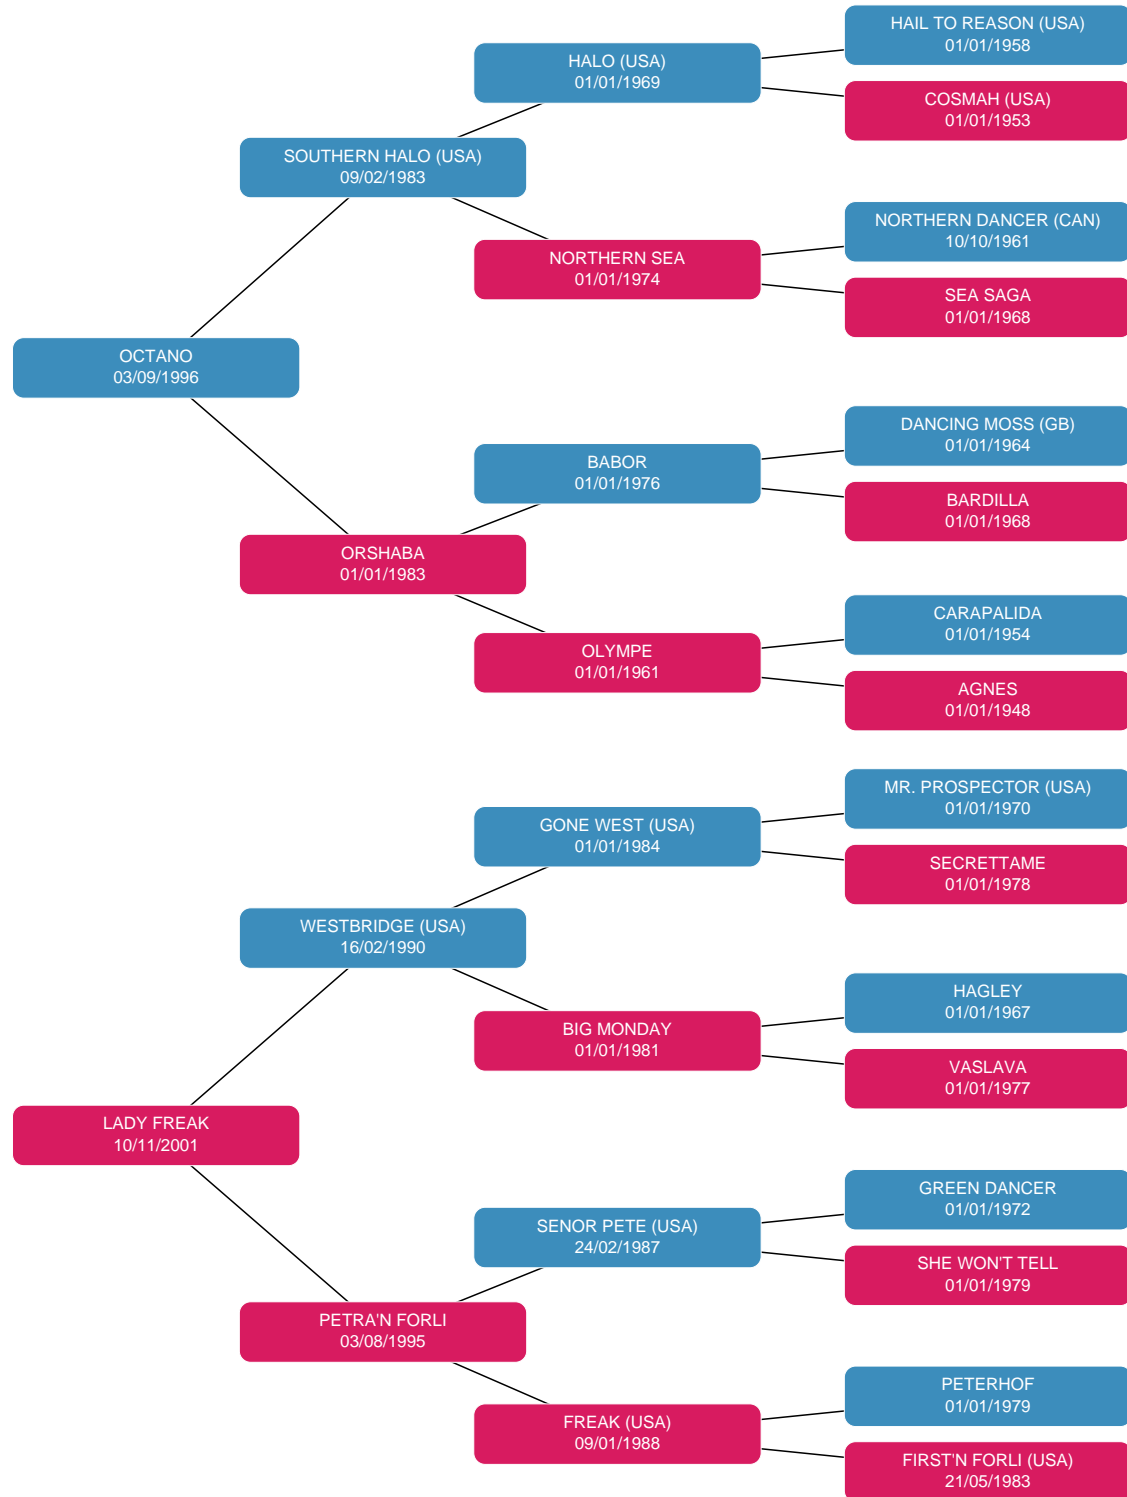 HAIL TO REASON (USA)
01/01/1958
HALO (USA)
01/01/1969
COSMAH (USA)
01/01/1953
SOUTHERN HALO (USA)
09/02/1983
NORTHERN DANCER (CAN)
10/10/1961
NORTHERN SEA
01/01/1974
SEA SAGA
01/01/1968
OCTANO
03/09/1996
DANCING MOSS (GB)
01/01/1964
BABOR
01/01/1976
BARDILLA
01/01/1968
ORSHABA
01/01/1983
CARAPALIDA
01/01/1954
OLYMPE
01/01/1961
AGNES
01/01/1948
MR. PROSPECTOR (USA)
01/01/1970
GONE WEST (USA)
01/01/1984
SECRETTAME
01/01/1978
WESTBRIDGE (USA)
16/02/1990
HAGLEY
01/01/1967
BIG MONDAY
01/01/1981
VASLAVA
01/01/1977
LADY FREAK
10/11/2001
GREEN DANCER
01/01/1972
SENOR PETE (USA)
24/02/1987
SHE WON'T TELL
01/01/1979
PETRA'N FORLI
03/08/1995
PETERHOF
01/01/1979
FREAK (USA)
09/01/1988
FIRST'N FORLI (USA)
21/05/1983